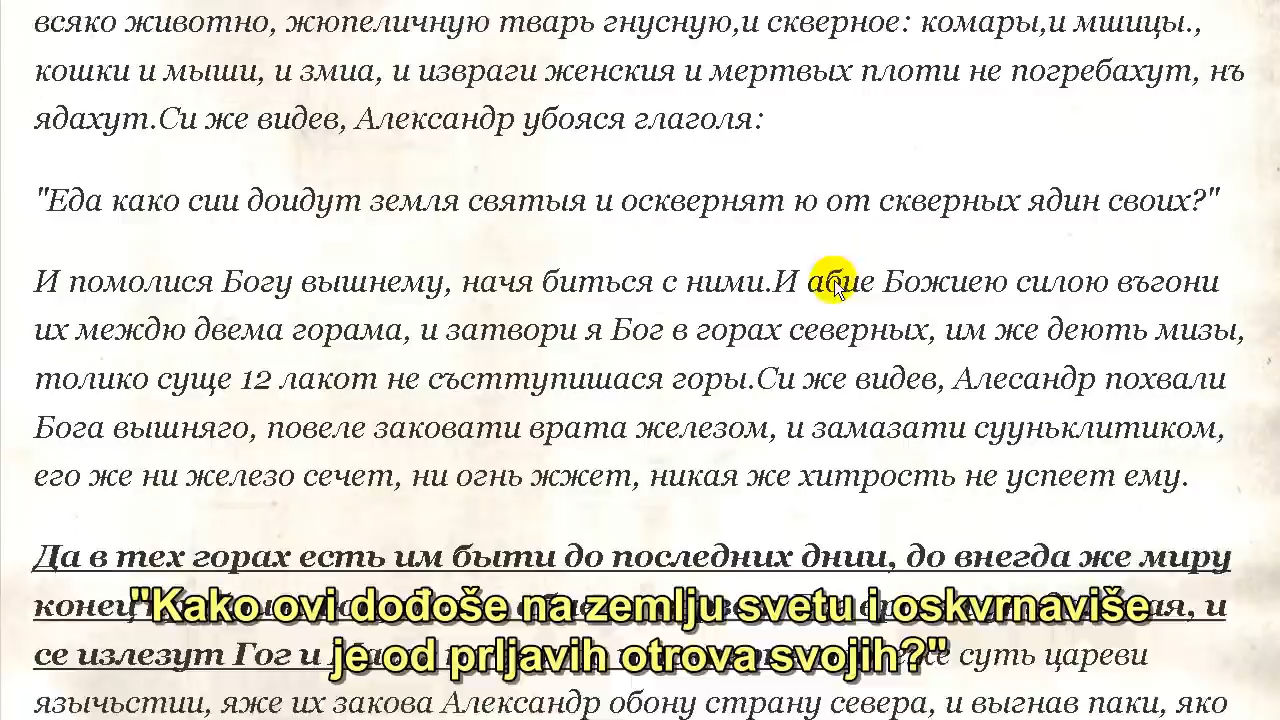 всяко животно, жюпеличную тварь гнусную,и скверное: комары,и мшицы.,
кошки и мыши, и змиа, и извраги женския и мертвых плоти не погребахут, нъ
ядахут.Си же видев, Александр убояся глаголя:
"Еда како сии доидут земля святыя и осквернят ю от скверных ядин своих?"
И помолися Богу вышнему, начя биться с ними.И абие Божиею силою въгони
их междю двема горама, и затвори я Бог в горах северных, им же деють мизы,
толико суще 12 лакот не състтупишася горы.Си же видев, Алесандр похвали
Бога вышняго, повеле заковати врата железом, и замазати сууньклитиком,
его же ни железо сечет, ни огнь жжет, никая же хитрость не успеет ему.
Да в тех горах есть им быти до последних днии, до внегда же миру
конец
се излезут Гог и суть цареви
"Kako ovi dođoše na zemlju svetu i oskvrnaviše
je od prljavih otrova svojih?"
язычьстии, яже их закова Александр обону страну севера, и выгнав паки, яко